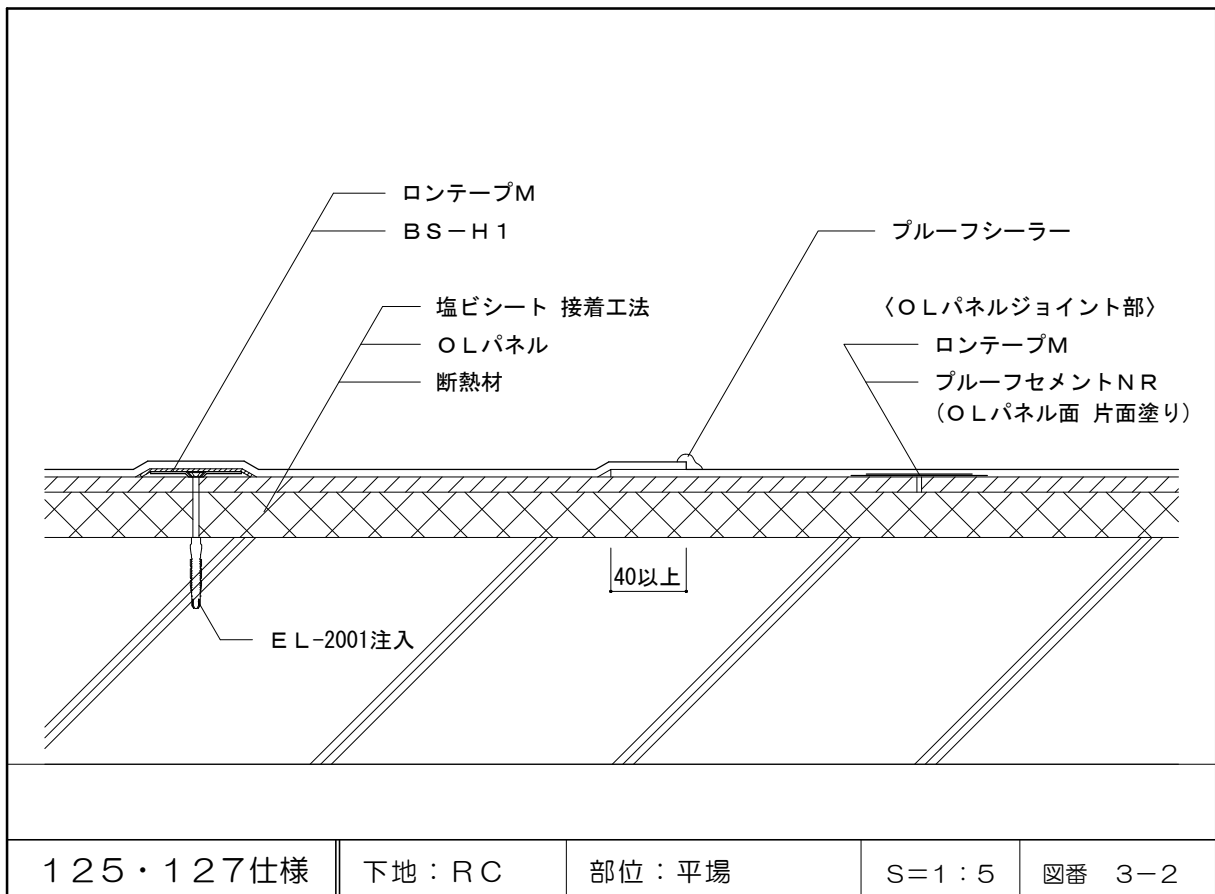 ロンテープM
BS－H1
塩ビシート 接着工法
OLパネル
断熱材
プルーフシーラー
〈OLパネルジョイント部〉
ロンテープM
プルーフセメントNR
（OLパネル面 片面塗り）
40以上
EL-2001注入
125・127仕様
下地：RC
部位：平場
S=1：5
図番 3－2